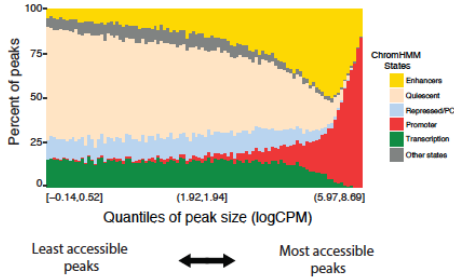 100
75
50
25
0
Percent of peaks
ChromHMM
States
Enhancers
Quiescent
Repressed/PC
Promoter
Transcription
Other states
[−0.14,0.52]
(1.92,1.94]
(5.97,8.69]
Quantiles of peak size (logCPM)
Least accessible
peaks
Most accessible
peaks